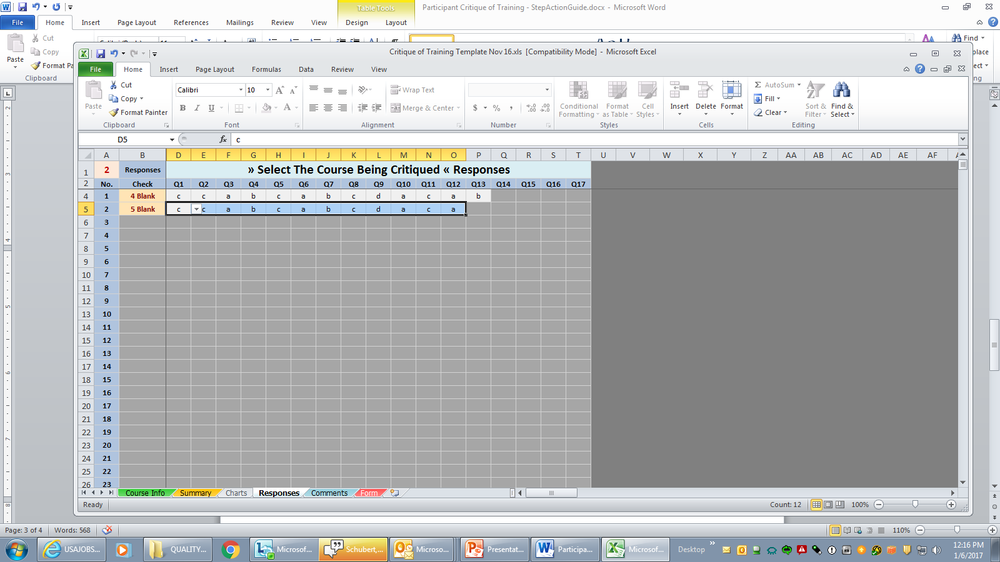 Table Tools
Participant Critique of Training - StepActionGuide.docx - Microsoft Word
File Home Insert Page Layout References Mailings Review View Design Layout
Cut
Copy
Paste
Format Pa
Clipboard
Find
place
ect
ng
Critique of Training Template Nov 16.xls [Compatibility Mode] - Microsoft Excel
File Home Insert Page Layout Formulas Data Review View
Cut
Copy
Format Painter
Paste
Clipboard
Calibri 10
B I U
Font
Wrap Text
Merge & Center
Alignment
$ % ,
Number
Conditional Formatting
Format as Table
Cell Styles
Styles
Insert Delete Format
Cells
AutoSum
Fill
Clear
Sort & Filter
Find & Select
Editing
D5 fx c
A B D E F G H I J K L M N O P Q R S T U V W X Y Z AA AB AC AD AE AF
1 2 Responses » Select The Course Being Critiqued « Responses
2 No. Check Q1 Q2 Q3 Q4 Q5 Q6 Q7 Q8 Q9 Q10 Q11 Q12 Q13 Q14 Q15 Q16 Q17
4 1 4 Blank c c a b c a b c d a c a b
5 2 5 Blank c c a b c a b c d a c a
6 3
7 4
8 5
9 6
10 7
11 8
12 9
13 10
14 11
15 12
16 13
17 14
18 15
19 16
20 17
21 18
22 19
23 20
24 21
25 22
26 23
Course Info Summary Charts Responses Comments Form
Ready Count: 12 100%
Page: 3 of 4 Words: 568 110%
USAJOBS... QUALITY... Microsof... Schubert,... Microso... Presentat... Participa... Microsof... Desktop
12:16 PM
1/6/2017